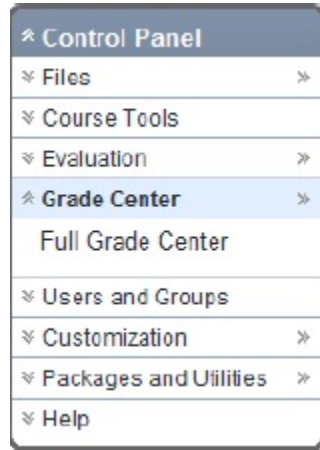 Control Panel
Files
Course Tools
Evaluation
Grade Center
Full Grade Center
Users and Groups
Customization
Packages and Utilities
Help